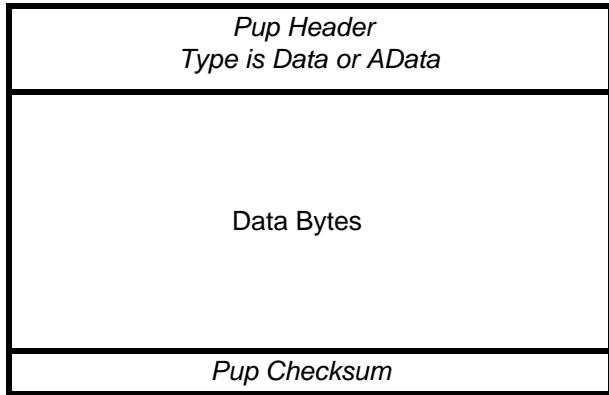 Pup Header
Type is Data or AData
Data Bytes
Pup Checksum